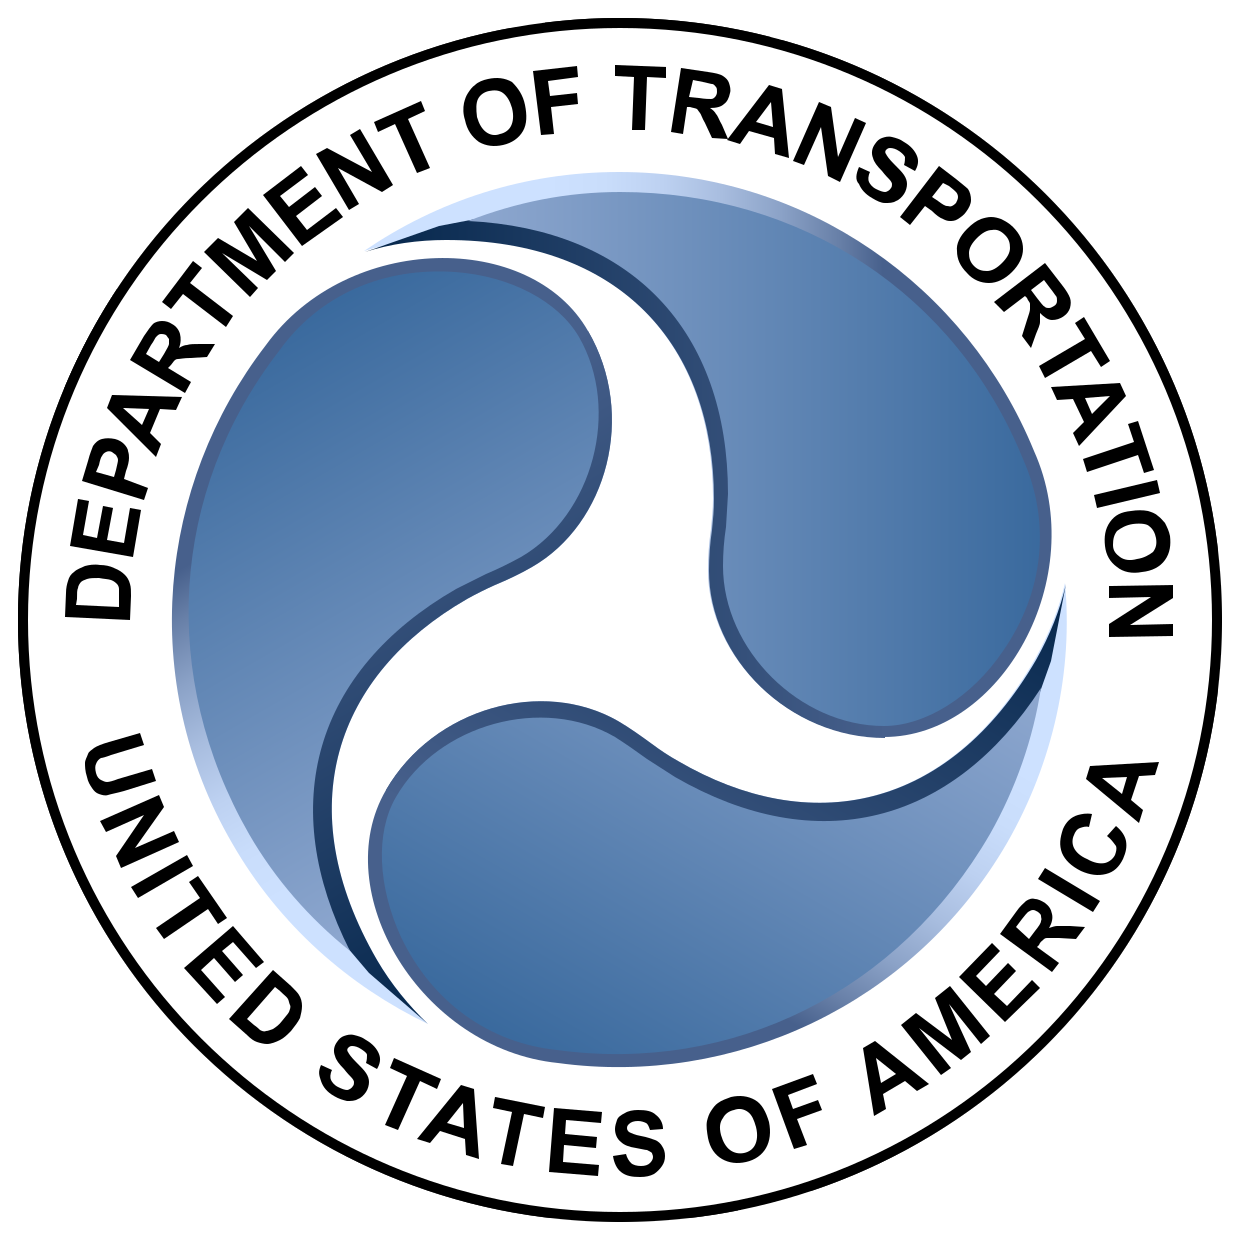 DEPARTMENT OF TRANSPORTATION
UNITED STATES OF AMERICA